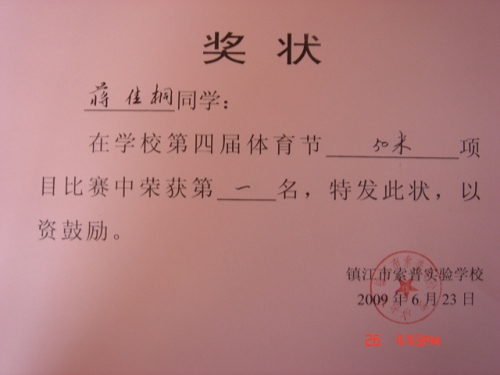 奖状
蒋佳桐同学：
在学校第四届体育节50米项
目比赛中荣获第一名，特发此状，以
资鼓励。
镇江市索普实验学校
2009年6月23日